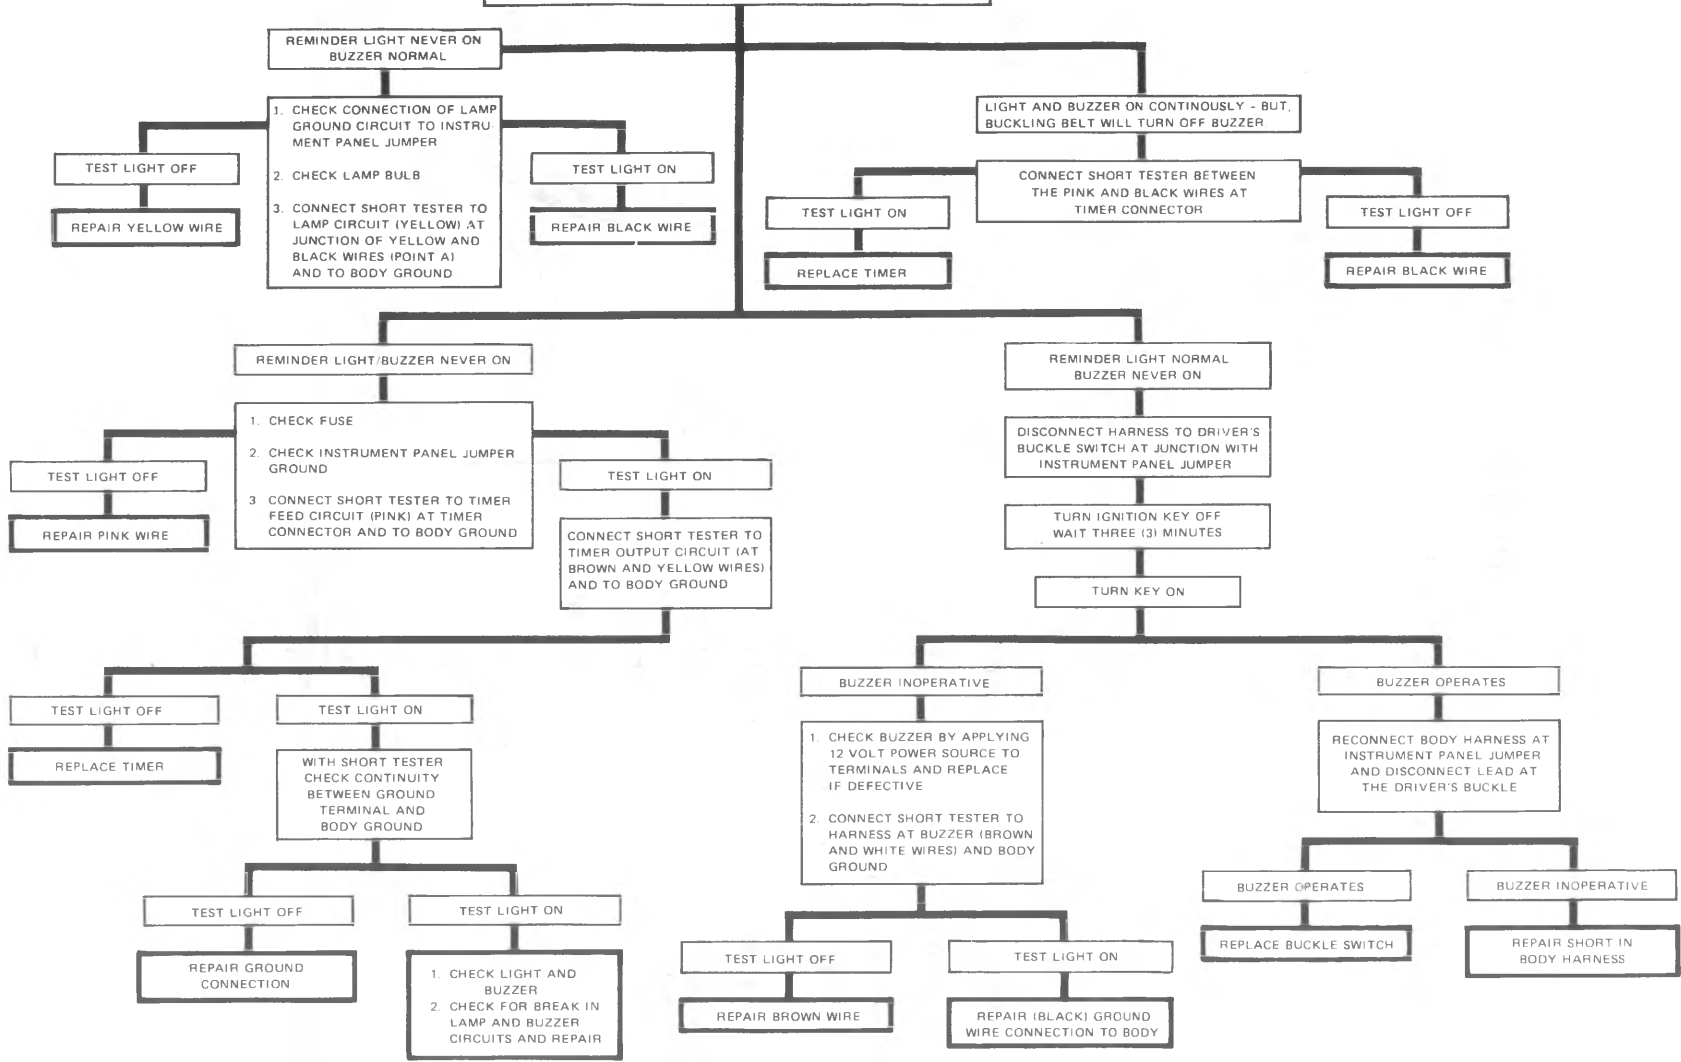 REMINDER LIGHT NEVER ON
BUZZER NORMAL
1. CHECK CONNECTION OF LAMP
GROUND CIRCUIT TO INSTRU-
MENT PANEL JUMPER
2. CHECK LAMP BULB
3. CONNECT SHORT TESTER TO
LAMP CIRCUIT (YELLOW) AT
JUNCTION OF YELLOW AND
BLACK WIRES (POINT A)
AND TO BODY GROUND
TEST LIGHT OFF
REPAIR YELLOW WIRE
TEST LIGHT ON
REPAIR BLACK WIRE
LIGHT AND BUZZER ON CONTINOUSLY - BUT,
BUCKLING BELT WILL TURN OFF BUZZER
CONNECT SHORT TESTER BETWEEN
THE PINK AND BLACK WIRES AT
TIMER CONNECTOR
TEST LIGHT ON
REPLACE TIMER
TEST LIGHT OFF
REPAIR BLACK WIRE
REMINDER LIGHT/BUZZER NEVER ON
1. CHECK FUSE
2. CHECK INSTRUMENT PANEL JUMPER
GROUND
3 CONNECT SHORT TESTER TO TIMER
FEED CIRCUIT (PINK) AT TIMER
CONNECTOR AND TO BODY GROUND
TEST LIGHT OFF
REPAIR PINK WIRE
TEST LIGHT ON
CONNECT SHORT TESTER TO
TIMER OUTPUT CIRCUIT (AT
BROWN AND YELLOW WIRES)
AND TO BODY GROUND
TEST LIGHT OFF
REPLACE TIMER
TEST LIGHT ON
WITH SHORT TESTER
CHECK CONTINUITY
BETWEEN GROUND
TERMINAL AND
BODY GROUND
TEST LIGHT OFF
REPAIR GROUND
CONNECTION
TEST LIGHT ON
1. CHECK LIGHT AND
BUZZER
2. CHECK FOR BREAK IN
LAMP AND BUZZER
CIRCUITS AND REPAIR
REMINDER LIGHT NORMAL
BUZZER NEVER ON
DISCONNECT HARNESS TO DRIVER'S
BUCKLE SWITCH AT JUNCTION WITH
INSTRUMENT PANEL JUMPER
TURN IGNITION KEY OFF
WAIT THREE (3) MINUTES
TURN KEY ON
BUZZER INOPERATIVE
1. CHECK BUZZER BY APPLYING
12 VOLT POWER SOURCE TO
TERMINALS AND REPLACE
IF DEFECTIVE
2. CONNECT SHORT TESTER TO
HARNESS AT BUZZER (BROWN
AND WHITE WIRES) AND BODY
GROUND
TEST LIGHT OFF
REPAIR BROWN WIRE
TEST LIGHT ON
REPAIR (BLACK) GROUND
WIRE CONNECTION TO BODY
BUZZER OPERATES
RECONNECT BODY HARNESS AT
INSTRUMENT PANEL JUMPER
AND DISCONNECT LEAD AT
THE DRIVER'S BUCKLE
BUZZER OPERATES
REPLACE BUCKLE SWITCH
BUZZER INOPERATIVE
REPAIR SHORT IN
BODY HARNESS